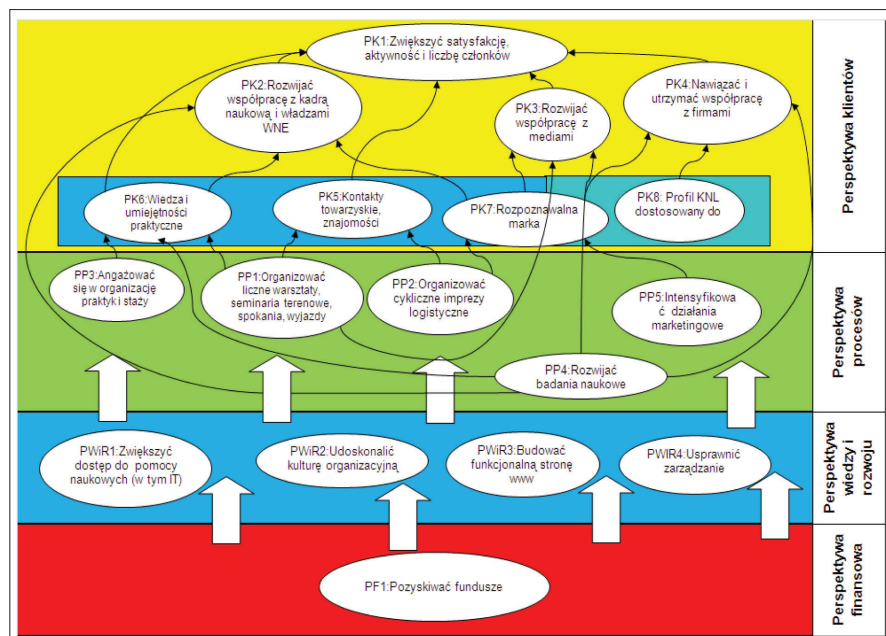 PK1:Zwiększyć satysfakcję,
aktywność i liczbę członków
PK2:Rozwijać
współpracę z kadrą
naukową i władzami
WNE
PK3:Rozwijać
współpracę z
mediami
PK4:Nawiązać i
utrzymać współpracę
z firmami
PK6:Wiedza i
umiejętności
praktyczne
PK5:Kontakty
towarzyskie,
znajomości
PK7:Rozpoznawalna
marka
PK8: Profil KNL
dostosowany do
Perspektywa klientów
PP3:Angażować
się w organizację
praktyk i staży
PP1:Organizować
liczne warsztaty,
seminaria terenowe,
spokania, wyjazdy
PP2:Organizować
cykliczne imprezy
logistyczne
PP5:Intensyfikowa
ć działania
marketingowe
PP4:Rozwijać
badania naukowe
Perspektywa
procesów
PWiR1:Zwiększyć
dostęp do pomocy
naukowych (w tym IT)
PWiR2:Udoskonalić
kulturę organizacyjną
PWiR3:Budować
funkcjonalną stronę
www
PWIR4:Usprawnić
zarządzanie
Perspektywa
wiedzy i
rozwoju
PF1:Pozyskiwać fundusze
Perspektywa
finansowa